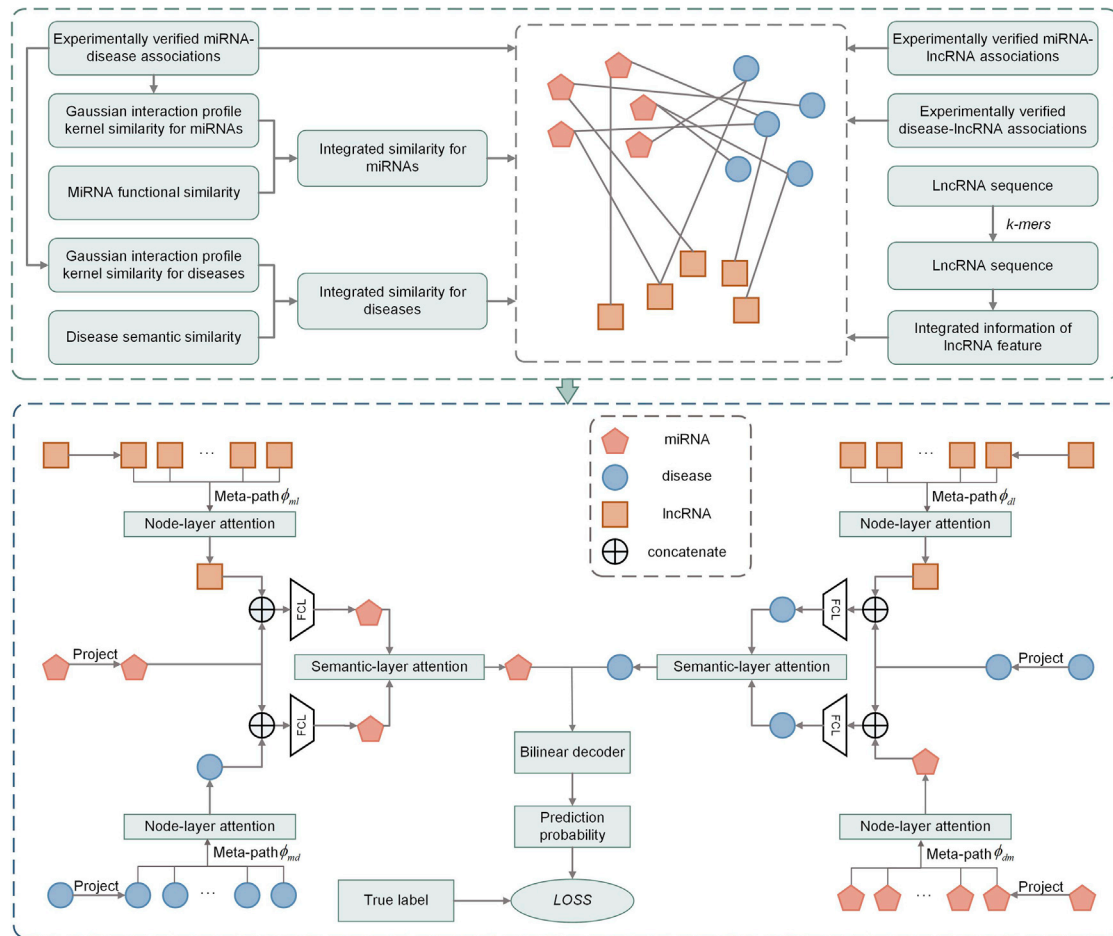 Experimentally verified miRNA-
disease associations
Gaussian interaction profile
kernel similarity for miRNAs
MiRNA functional similarity
Gaussian interaction profile
kernel similarity for diseases
Disease semantic similarity
Integrated similarity for
miRNAs
Integrated similarity for
diseases
Experimentally verified miRNA-
lncRNA associations
Experimentally verified
disease-lncRNA associations
LncRNA sequence
k-mers
LncRNA sequence
Integrated information of
lncRNA feature
...
Meta-path ϕml
Node-layer attention
FCL
Project
Semantic-layer attention
FCL
Node-layer attention
Meta-path ϕmd
Project
...
miRNA
disease
lncRNA
concatenate
Bilinear decoder
Prediction
probability
True label
LOSS
...
Meta-path ϕdl
Node-layer attention
FCL
Semantic-layer attention
Project
FCL
Node-layer attention
Meta-path ϕdm
...
Project